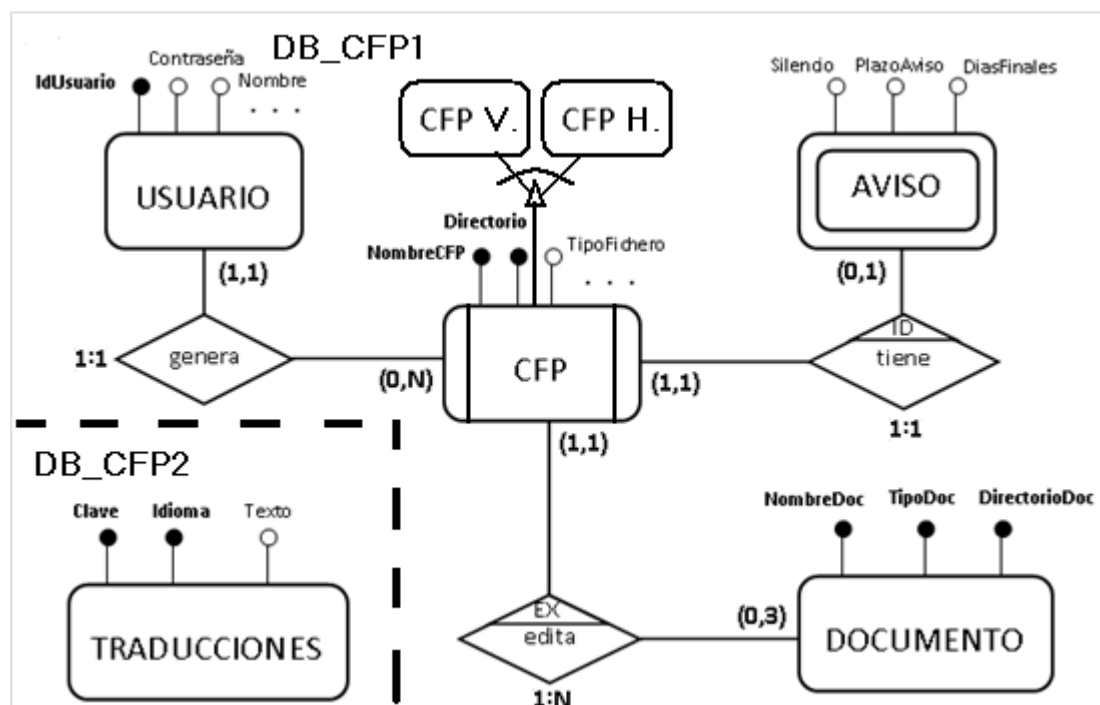 DB_CFP1
IdUsuario
Contraseña
Nombre
. . .
USUARIO
(1,1)
1:1
genera
(0,N)
CFP V.
CFP H.
Directorio
NombreCFP
TipoFichero
. . .
CFP
(1,1)
(1,1)
Silencio
PlazoAviso
DiasFinales
AVISO
(0,1)
ID
tiene
1:1
DB_CFP2
Clave
Idioma
Texto
TRADUCCIONES
EX
edita
1:N
(0,3)
NombreDoc
TipoDoc
DirectorioDoc
DOCUMENTO